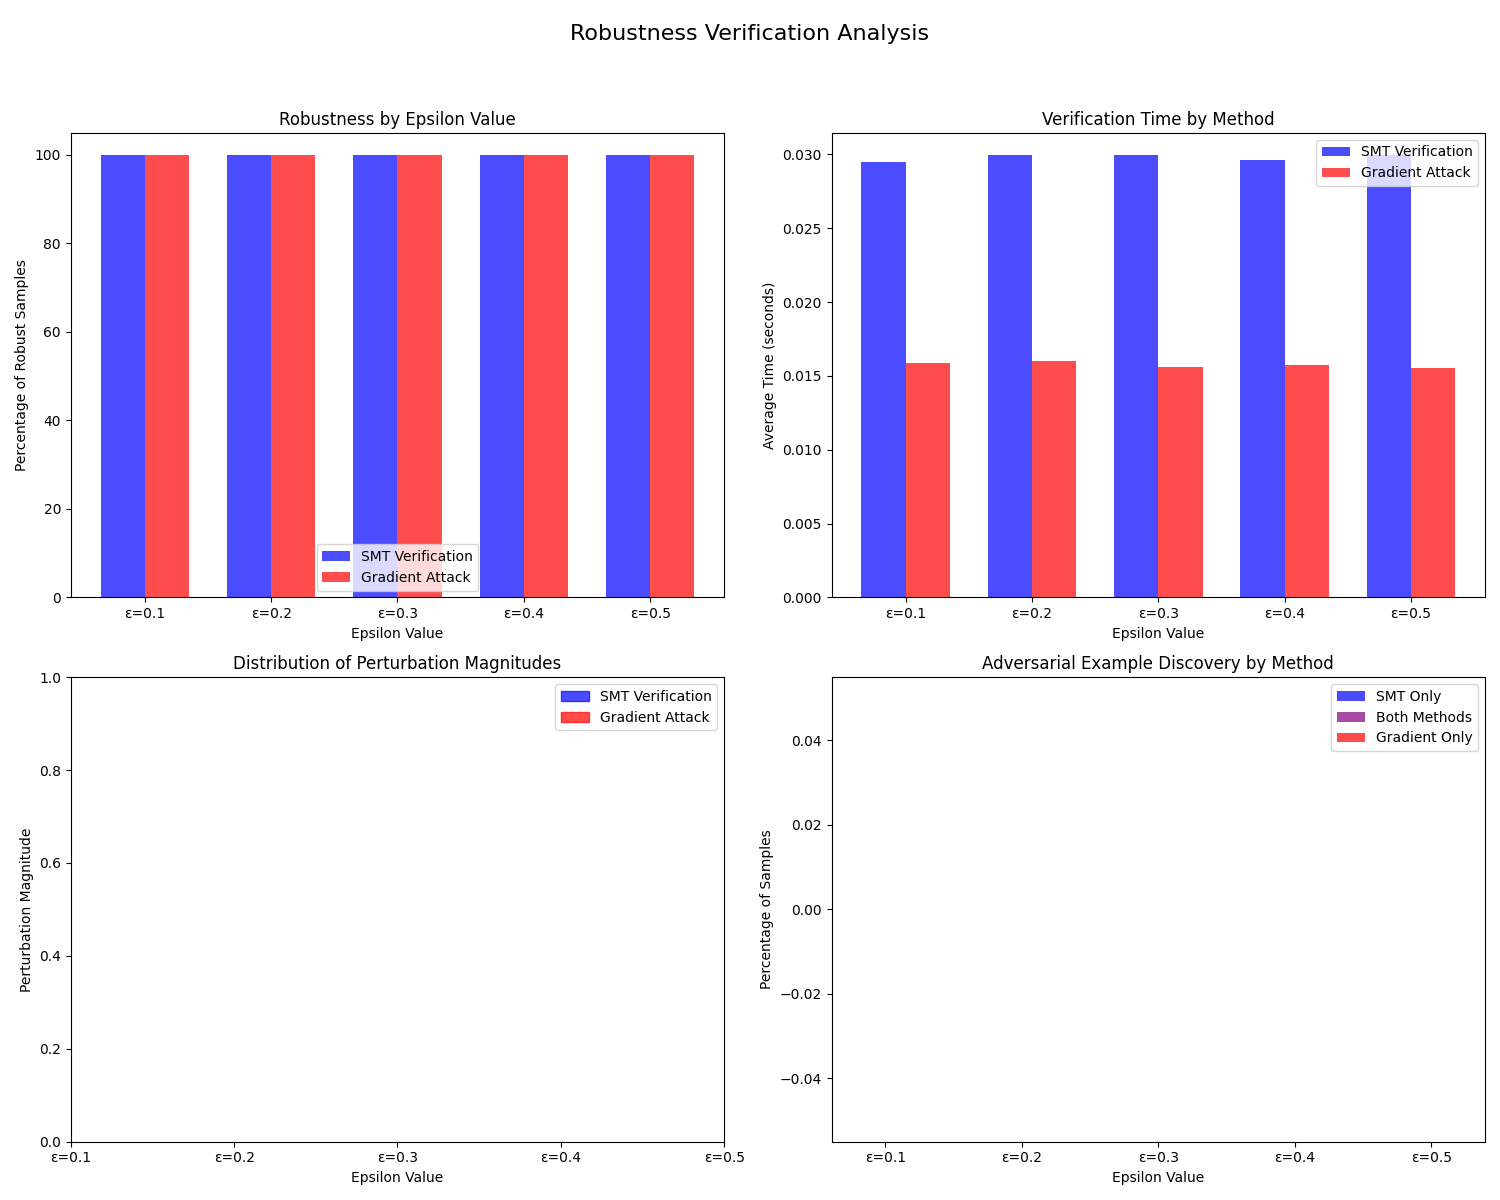 Robustness Verification Analysis
Robustness by Epsilon Value
Percentage of Robust Samples
100
80
60
40
20
0
SMT Verification
Gradient Attack
ε=0.1 ε=0.2 ε=0.3 ε=0.4 ε=0.5
Epsilon Value
Verification Time by Method
Average Time (seconds)
0.030
0.025
0.020
0.015
0.010
0.005
0.000
SMT Verification
Gradient Attack
ε=0.1 ε=0.2 ε=0.3 ε=0.4 ε=0.5
Epsilon Value
Distribution of Perturbation Magnitudes
Perturbation Magnitude
1.0
0.8
0.6
0.4
0.2
0.0
SMT Verification
Gradient Attack
ε=0.1 ε=0.2 ε=0.3 ε=0.4 ε=0.5
Epsilon Value
Adversarial Example Discovery by Method
Percentage of Samples
0.04
0.02
0.00
−0.02
−0.04
SMT Only
Both Methods
Gradient Only
ε=0.1 ε=0.2 ε=0.3 ε=0.4 ε=0.5
Epsilon Value